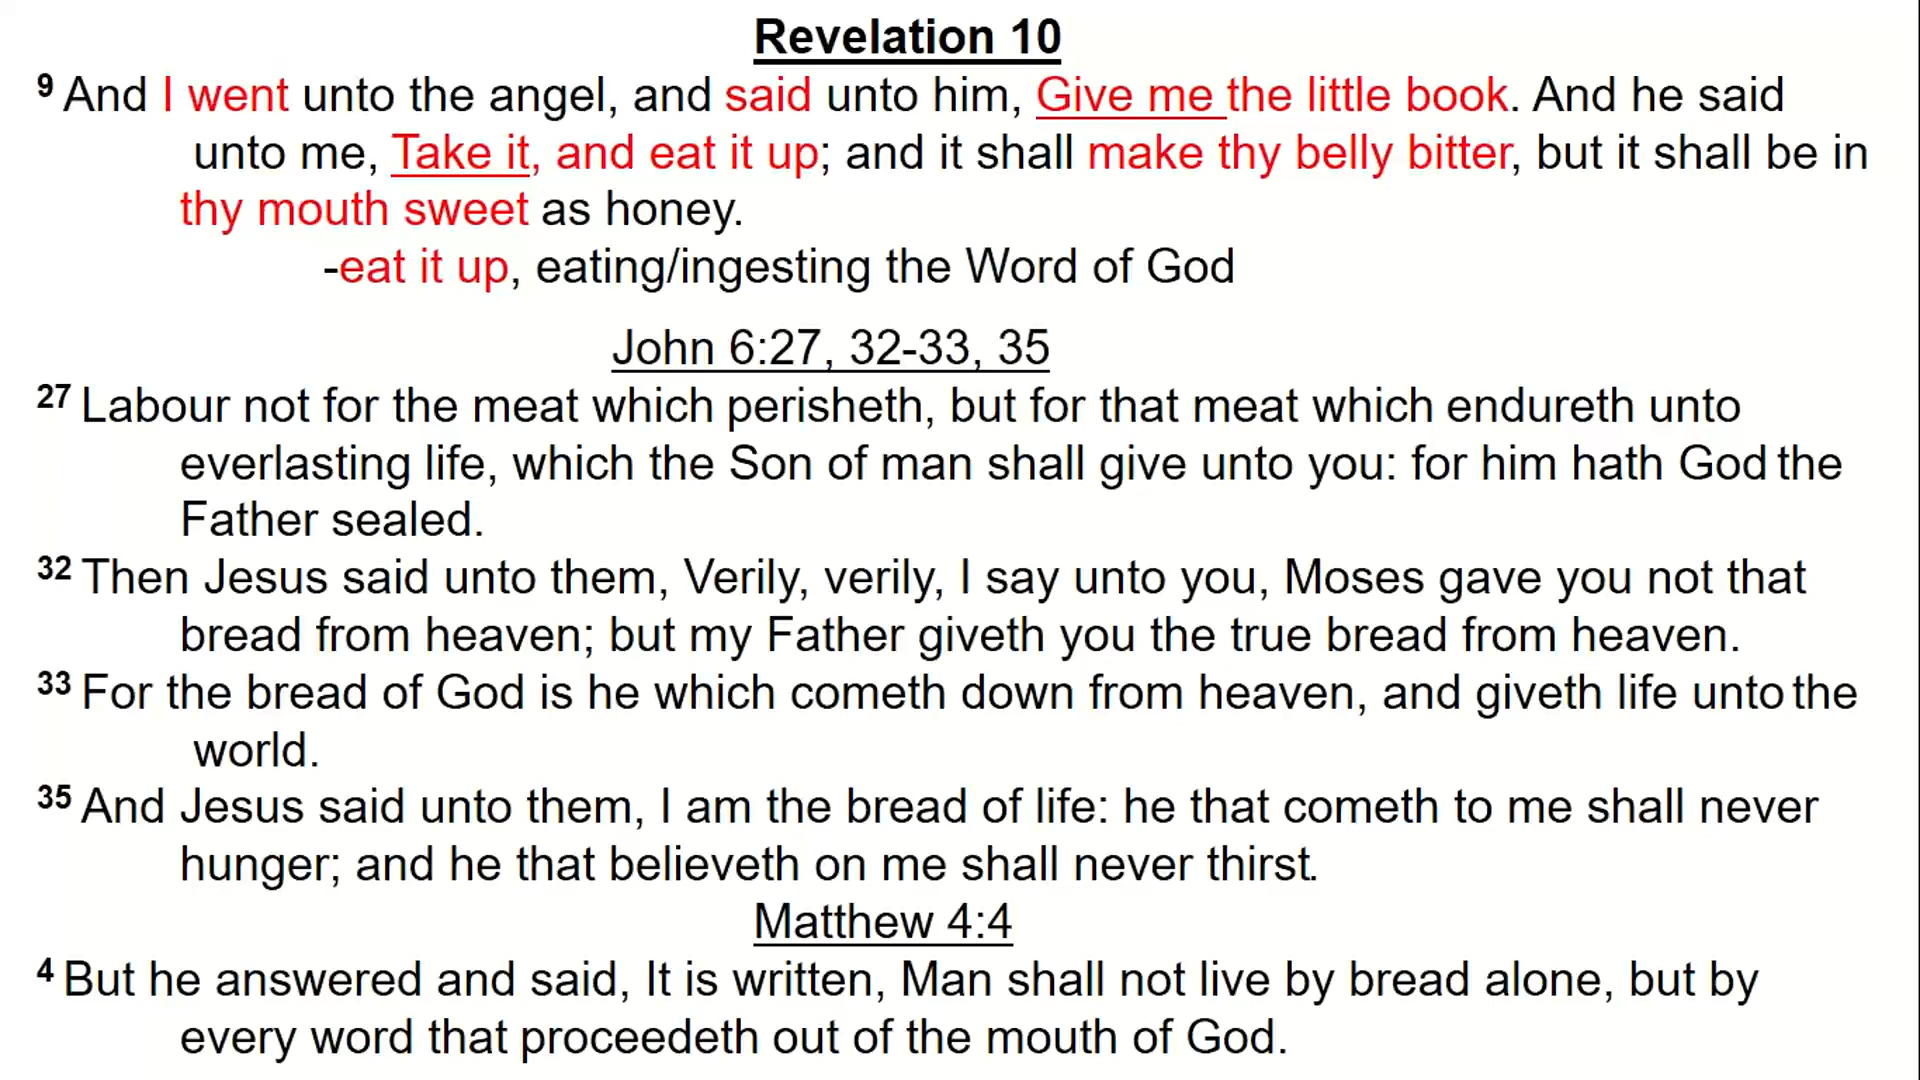 Revelation 10
9 And I went unto the angel, and said unto him, Give me the little book. And he said
unto me, Take it, and eat it up; and it shall make thy belly bitter, but it shall be in
thy mouth sweet as honey.
-eat it up, eating/ingesting the Word of God
John 6:27, 32-33, 35
27 Labour not for the meat which perisheth, but for that meat which endureth unto
everlasting life, which the Son of man shall give unto you: for him hath God the
Father sealed.
32 Then Jesus said unto them, Verily, verily, I say unto you, Moses gave you not that
bread from heaven; but my Father giveth you the true bread from heaven.
33 For the bread of God is he which cometh down from heaven, and giveth life unto the
world.
35 And Jesus said unto them, I am the bread of life: he that cometh to me shall never
hunger; and he that believeth on me shall never thirst.
Matthew 4:4
4 But he answered and said, It is written, Man shall not live by bread alone, but by
every word that proceedeth out of the mouth of God.